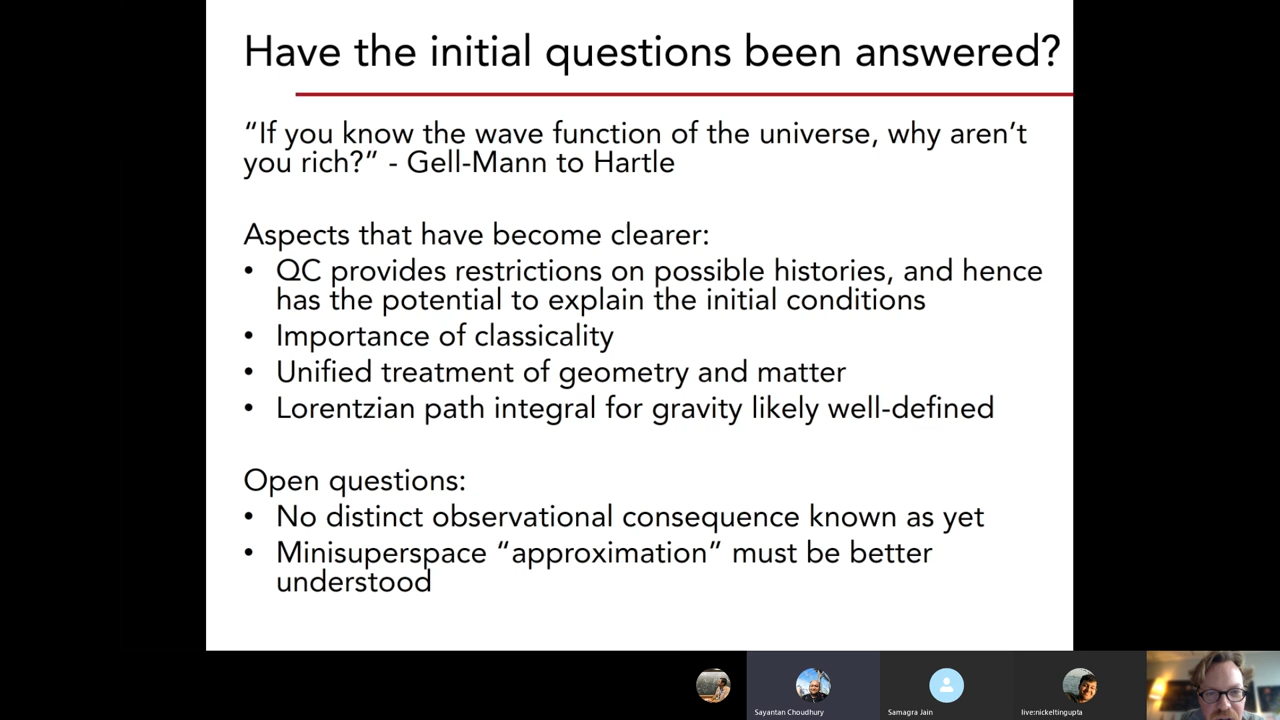 Have the initial questions been answered?
“If you know the wave function of the universe, why aren’t
you rich?” - Gell-Mann to Hartle
Aspects that have become clearer:
• QC provides restrictions on possible histories, and hence
has the potential to explain the initial conditions
• Importance of classicality
• Unified treatment of geometry and matter
• Lorentzian path integral for gravity likely well-defined
Open questions:
• No distinct observational consequence known as yet
• Minisuperspace “approximation” must be better
understood
Sayantan Choudhury
Samagra Jain
live:nickeltingupta